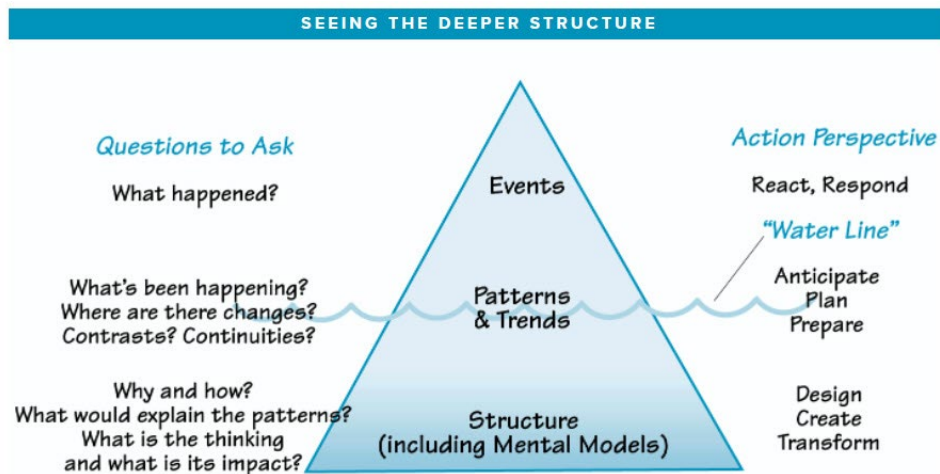 SEEING THE DEEPER STRUCTURE
Questions to Ask
Action Perspective
What happened?
Events
React, Respond
"Water Line"
What's been happening?
Where are there changes?
Contrasts? Continuities?
Patterns
& Trends
Anticipate
Plan
Prepare
Why and how?
What would explain the patterns?
What is the thinking
and what is its impact?
Structure
(including Mental Models)
Design
Create
Transform